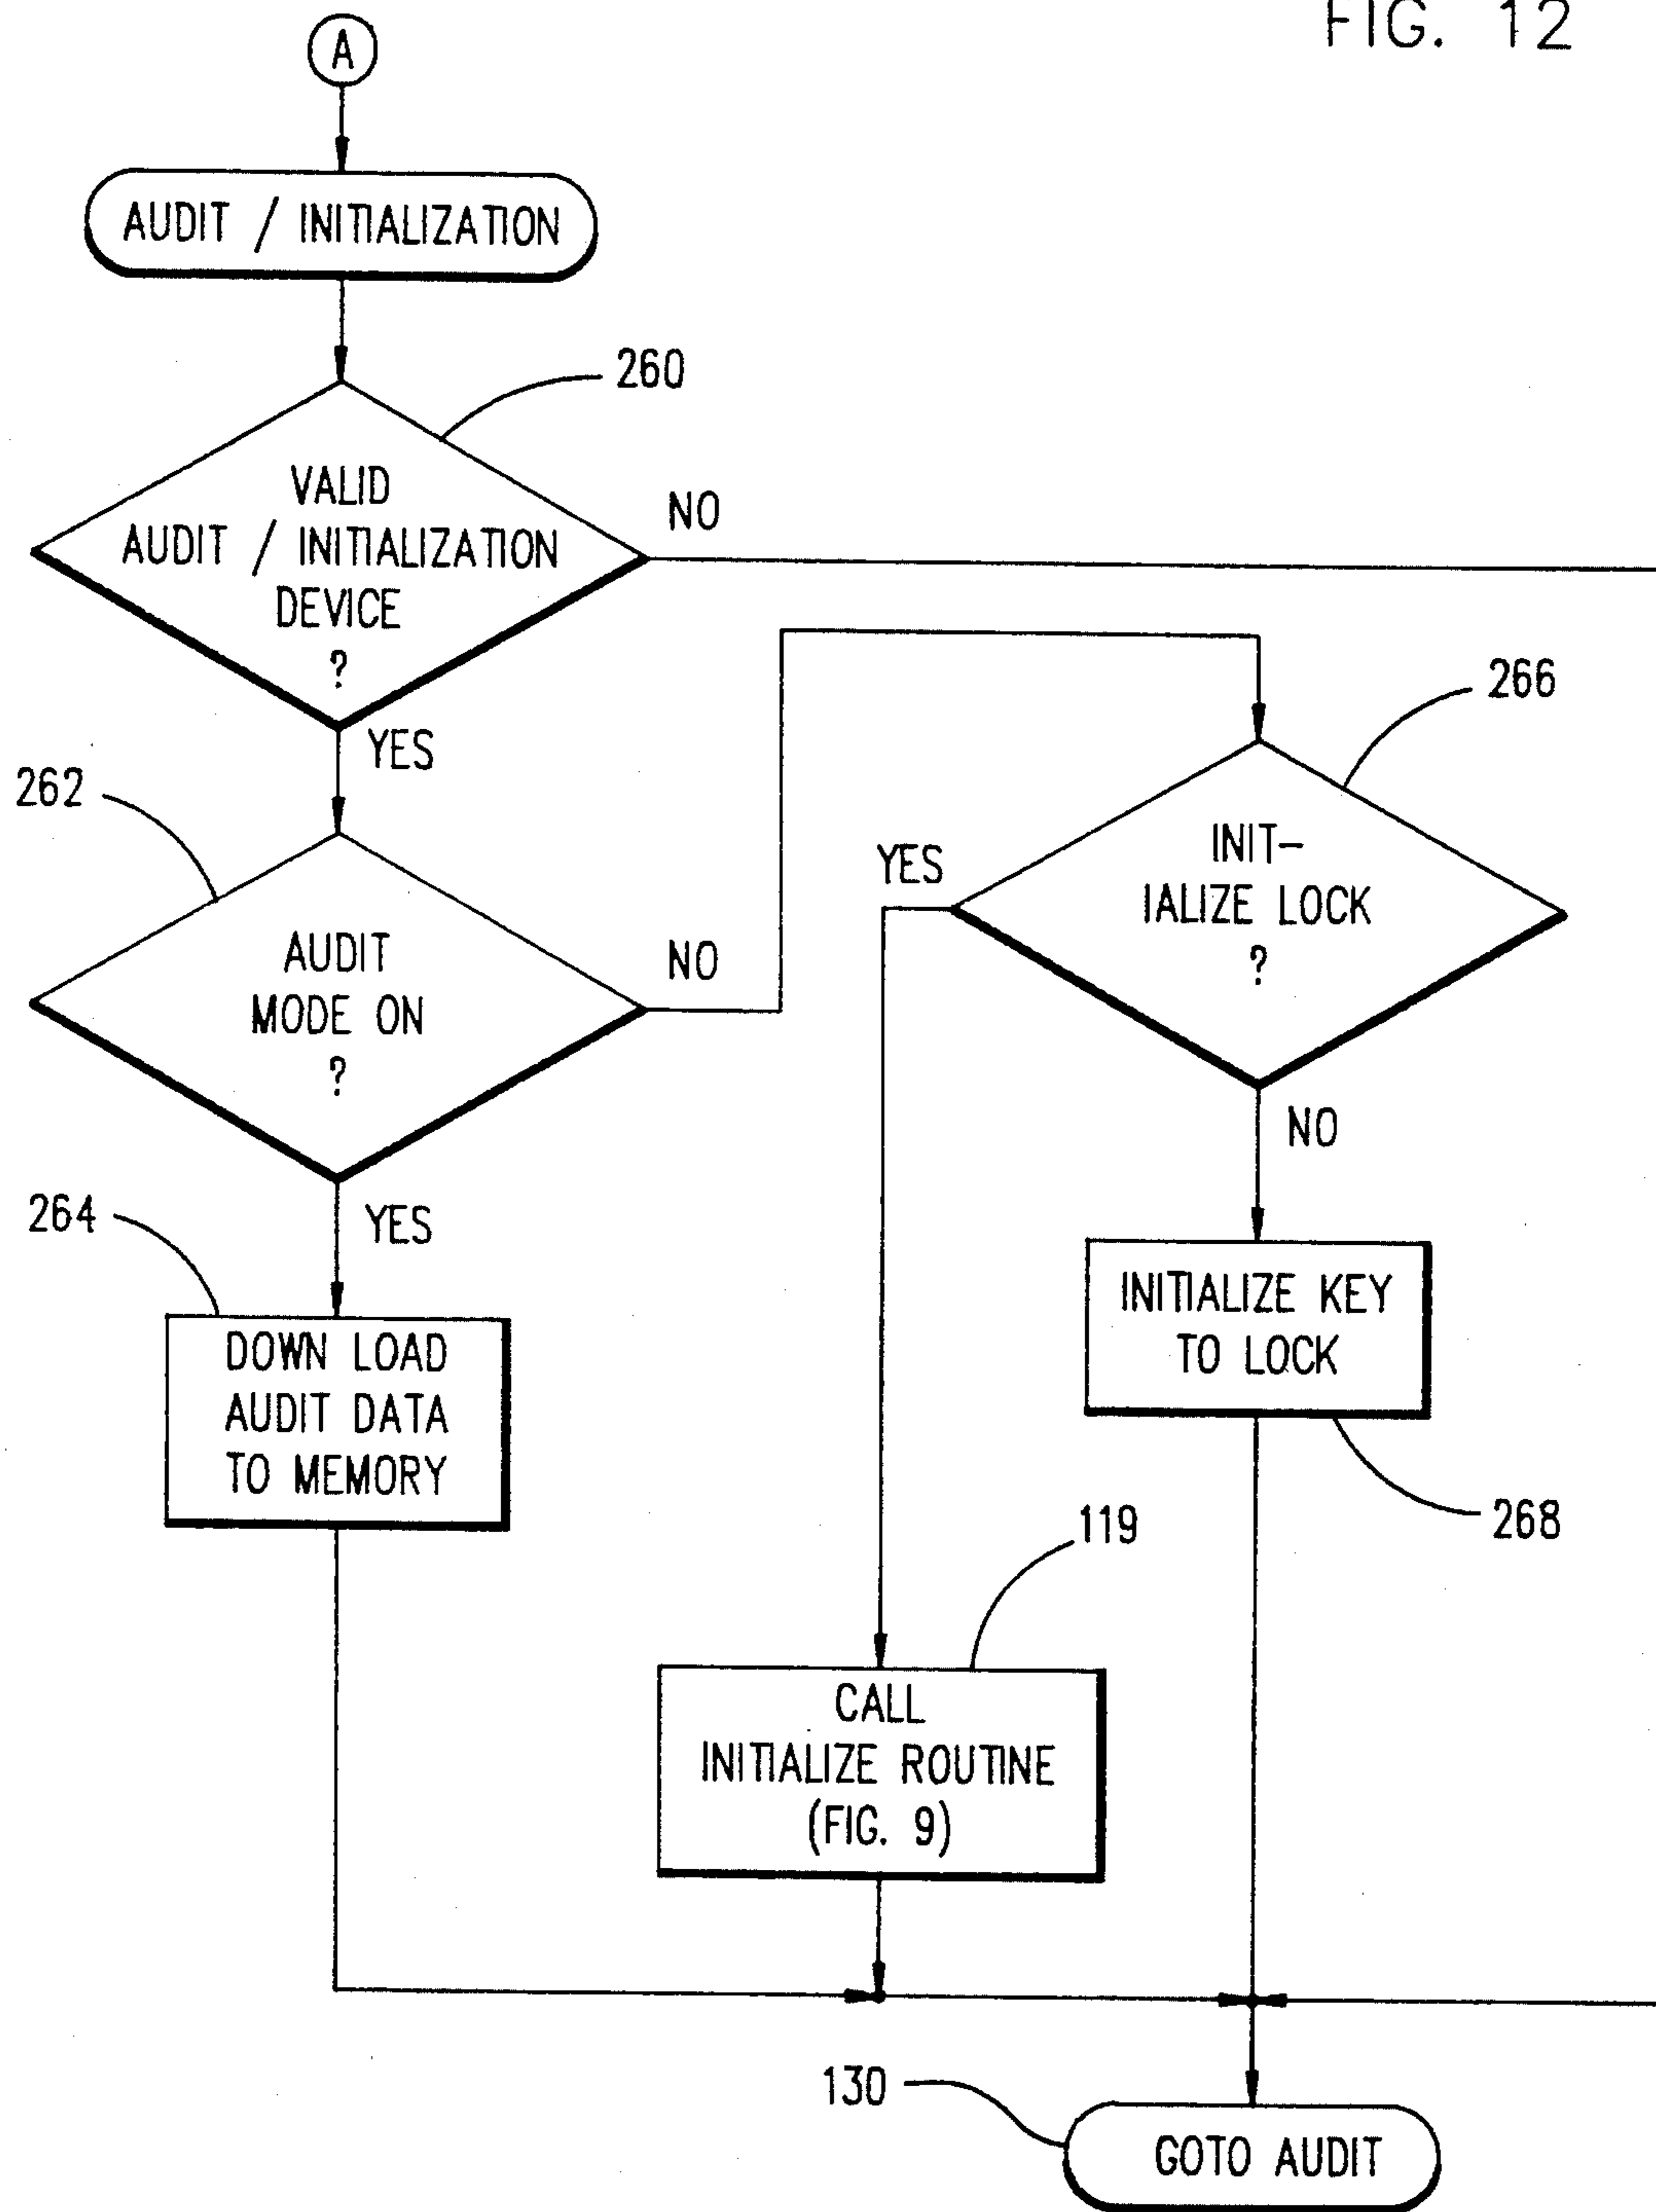 FIG. 12
A
AUDIT / INITIALIZATION
260
VALID
AUDIT / INITIALIZATION
DEVICE
?
NO
YES
262
AUDIT
MODE ON
?
NO
YES
266
INIT-
IALIZE LOCK
?
YES
NO
264
DOWN LOAD
AUDIT DATA
TO MEMORY
INITIALIZE KEY
TO LOCK
268
119
CALL
INITIALIZE ROUTINE
(FIG. 9)
130
GOTO AUDIT